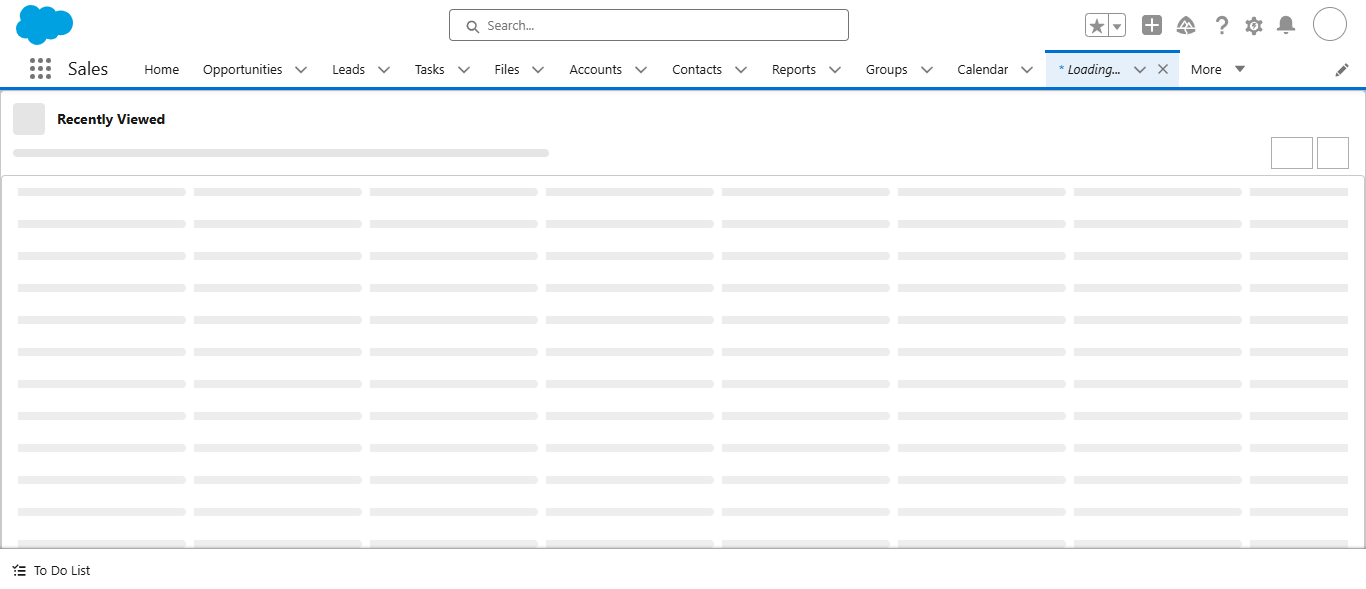 Search...
Sales
Home
Opportunities
Leads
Tasks
Files
Accounts
Contacts
Reports
Groups
Calendar
* Loading...
More
Recently Viewed
To Do List